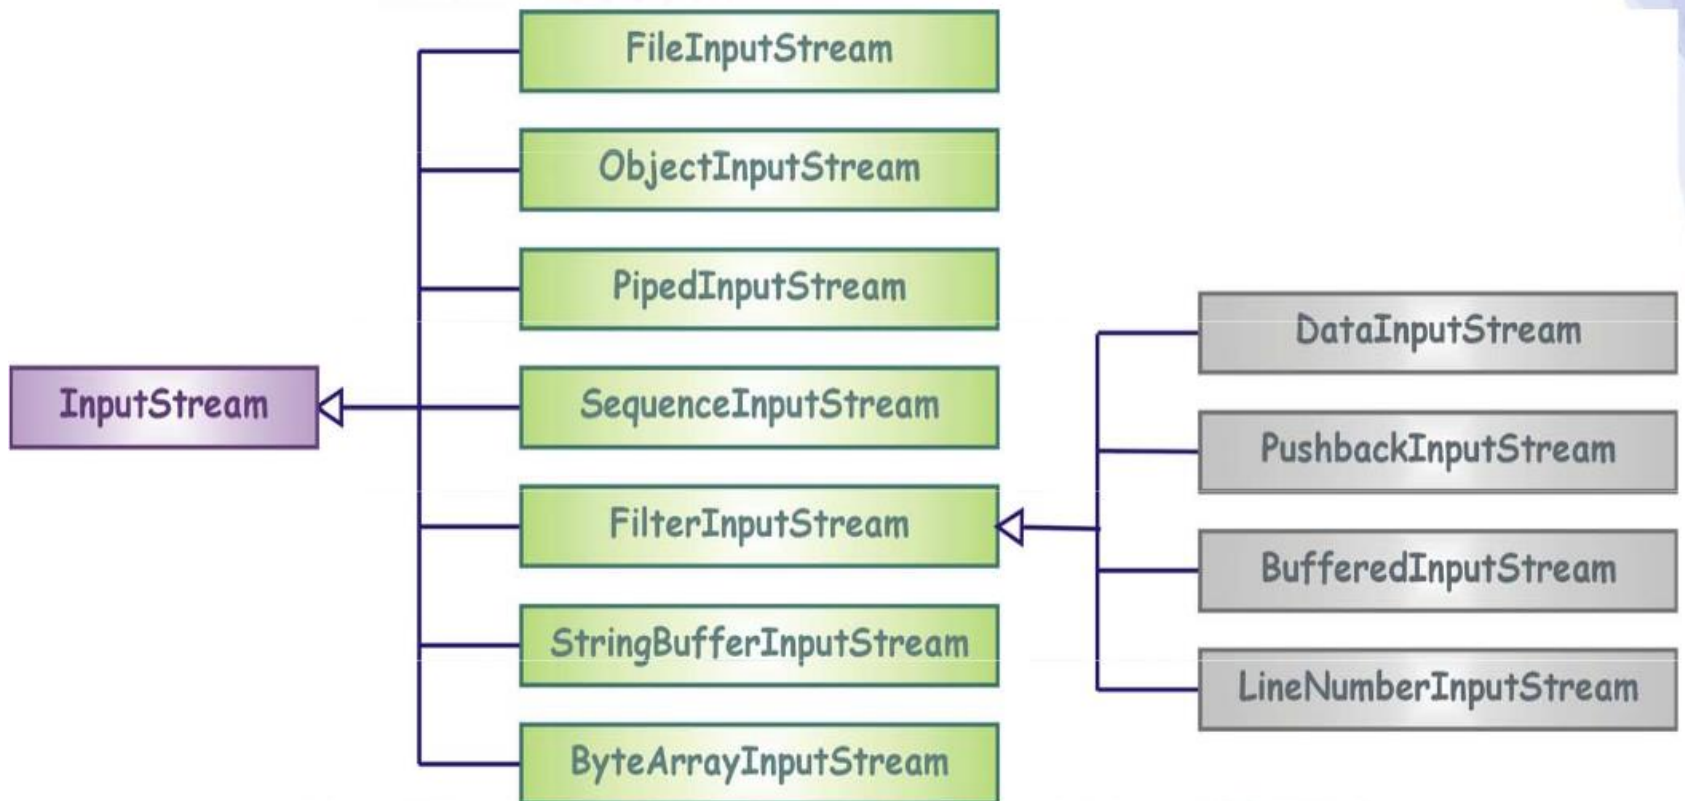 FileInputStream
ObjectInputStream
PipedInputStream
InputStream
SequenceInputStream
FilterInputStream
StringBufferInputStream
ByteArrayInputStream
DataInputStream
PushbackInputStream
BufferedInputStream
LineNumberInputStream